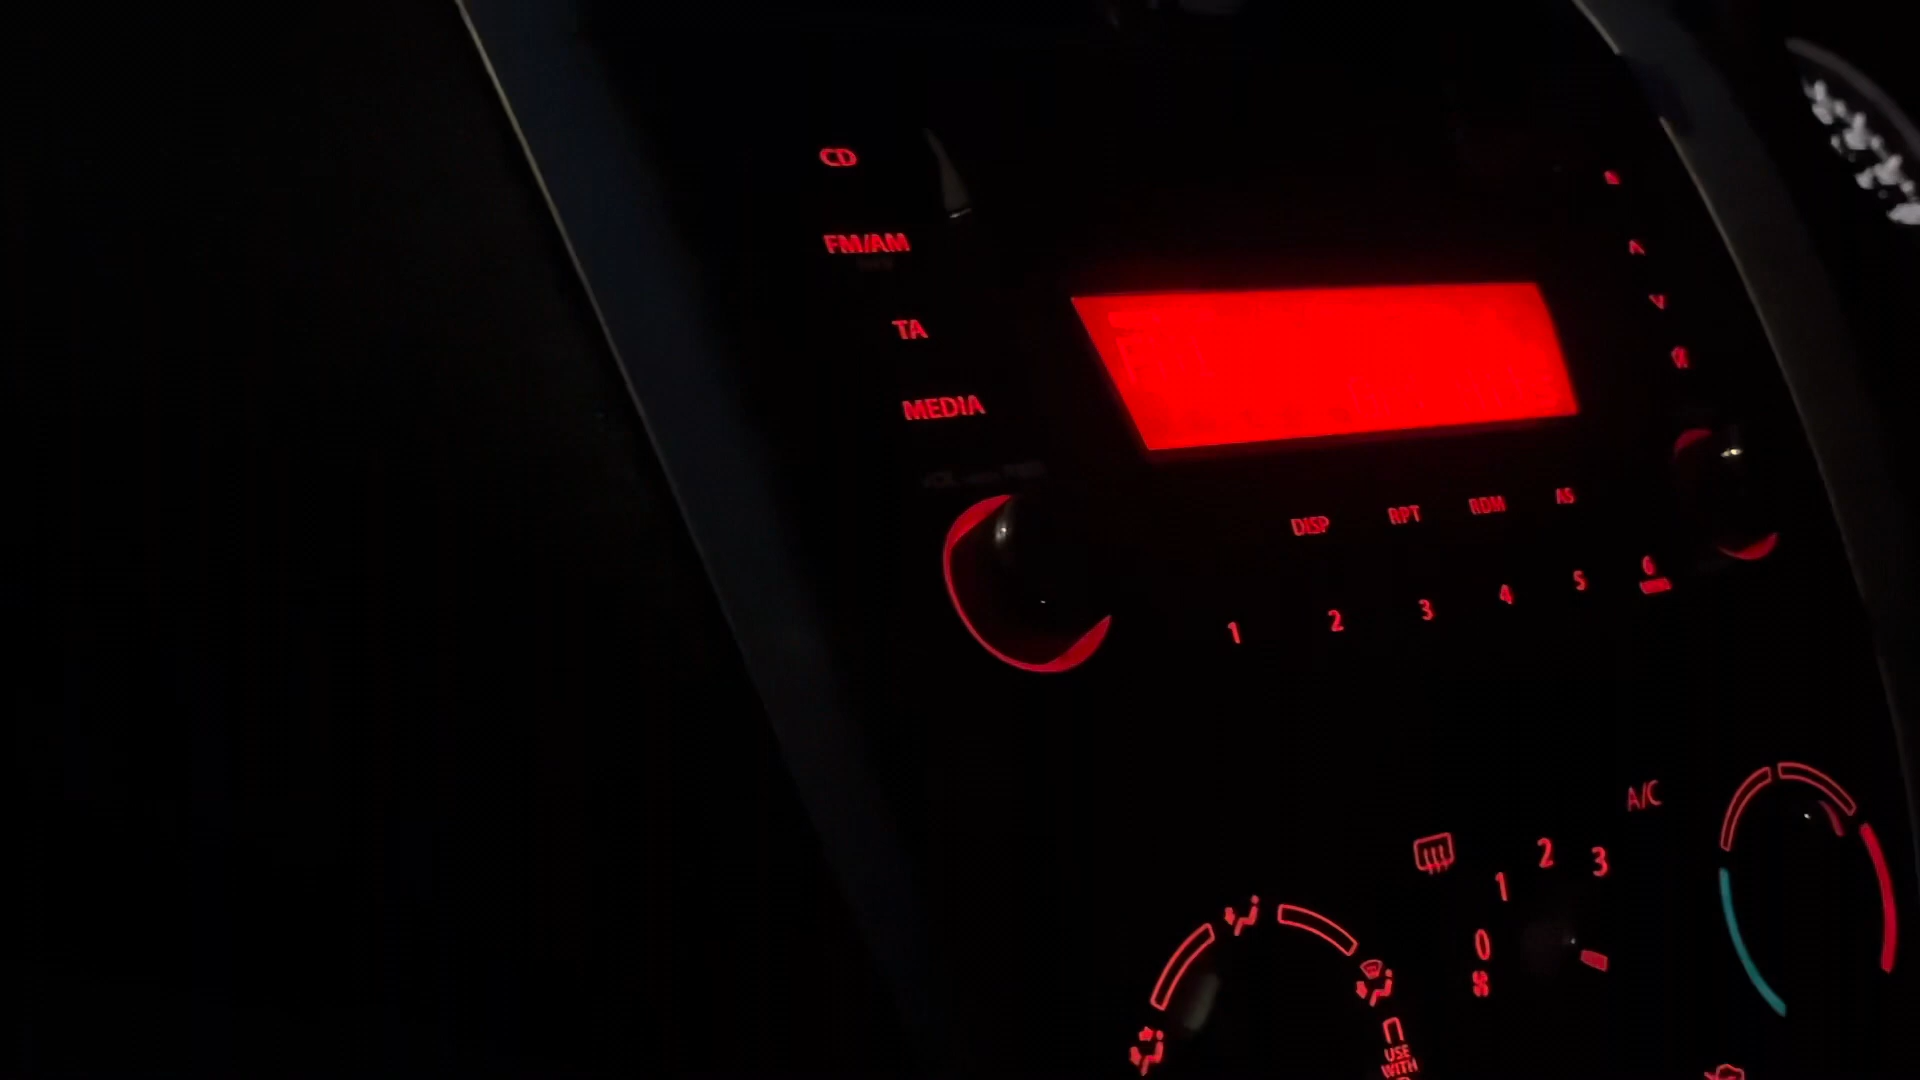 CD
FM/AM
TA
MEDIA
DISP RPT RDM AS
1 2 3 4 5 6
A/C
1 2 3
0
USE
WITH